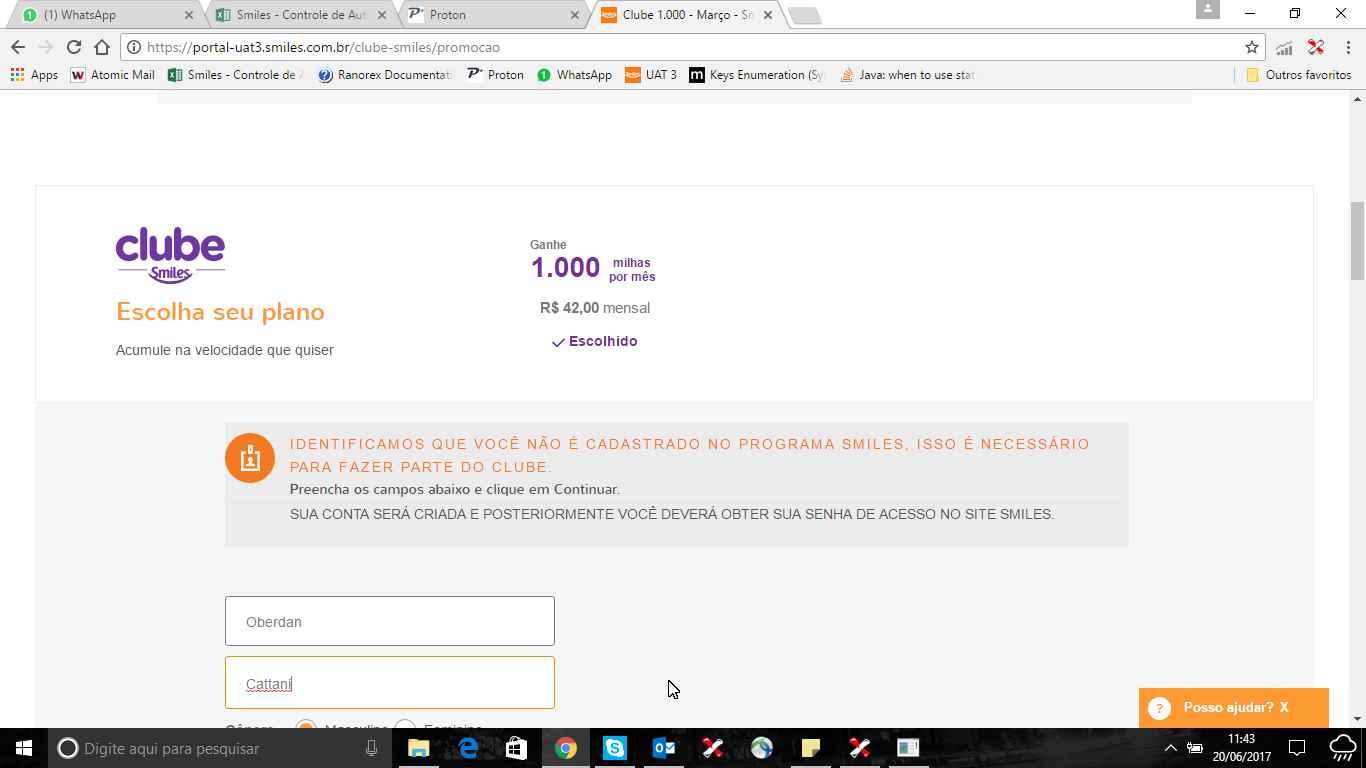 (1) WhatsApp
Smiles - Controle de Aut
Proton
Clube 1.000 - Março - Sm
https://portal-uat3.smiles.com.br/clube-smiles/promocao
Apps
Atomic Mail
Smiles - Controle de A
Ranorex Documentati
Proton
WhatsApp
UAT 3
Keys Enumeration (Sy
Java: when to use stat
Outros favoritos
clube
Smiles
Escolha seu plano
Acumule na velocidade que quiser
Ganhe
1.000 milhas
por mês
R$ 42,00 mensal
Escolhido
IDENTIFICAMOS QUE VOCÊ NÃO É CADASTRADO NO PROGRAMA SMILES, ISSO É NECESSÁRIO
PARA FAZER PARTE DO CLUBE.
Preencha os campos abaixo e clique em Continuar.
SUA CONTA SERÁ CRIADA E POSTERIORMENTE VOCÊ DEVERÁ OBTER SUA SENHA DE ACESSO NO SITE SMILES.
Oberdan
Cattani
Gênero Masculino Feminino
Posso ajudar? X
Digite aqui para pesquisar
11:43
20/06/2017